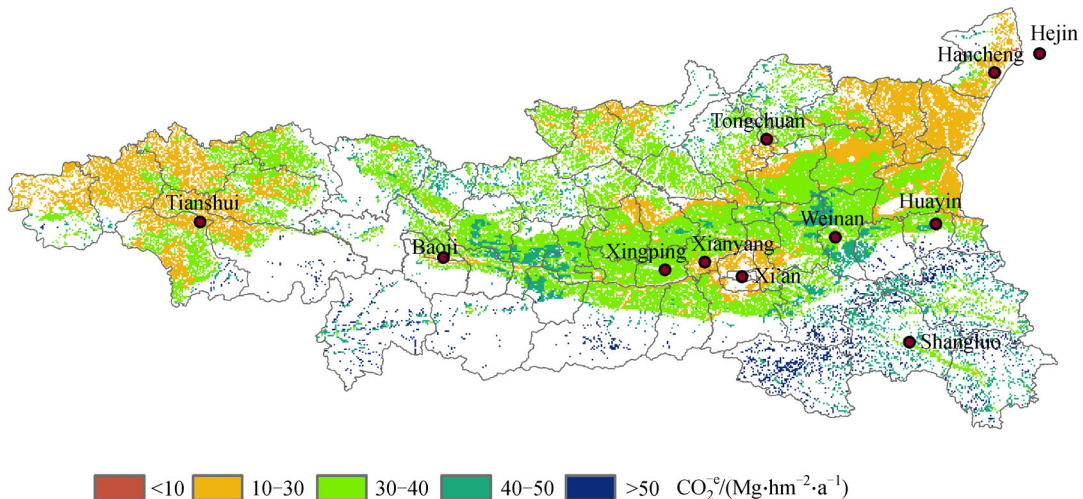 Hejin
Hancheng
Tongchuan
Tianshui
Huayin
Weinan
Baoji
Xingping
Xianyang
Xi'an
Shangluo
<10 10-30 30-40 40-50 >50 CO₂⁻ᵉ/(Mg·hm⁻²·a⁻¹)